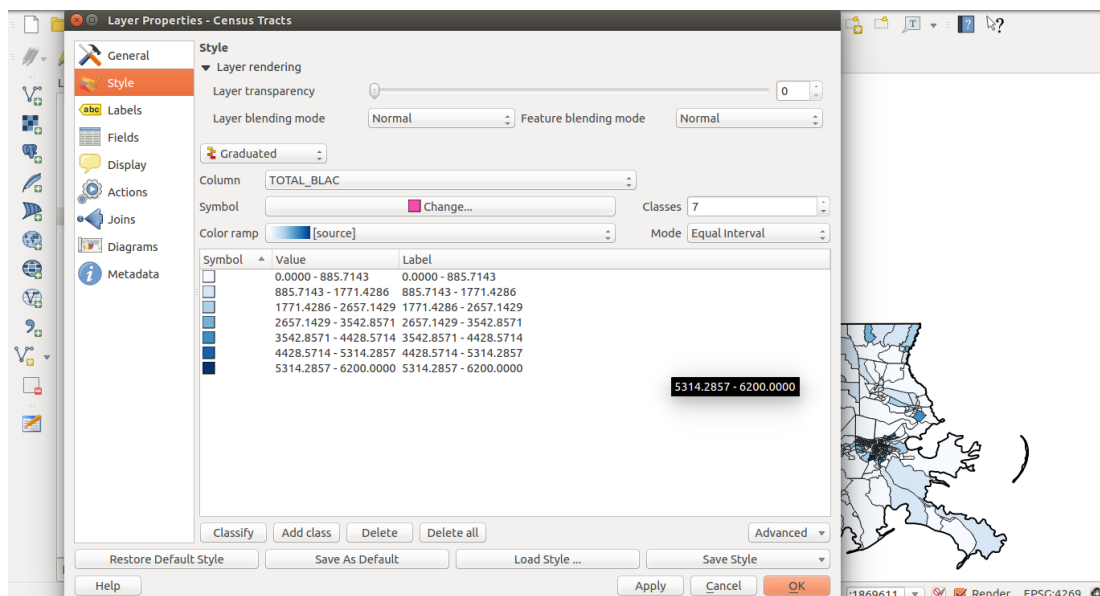 Layer Properties - Census Tracts
General
Style
Labels
Fields
Display
Actions
Joins
Diagrams
Metadata
Style
Layer rendering
Layer transparency
0
Layer blending mode Normal Feature blending mode Normal
Graduated
Column TOTAL_BLAC
Symbol Change... Classes 7
Color ramp [source] Mode Equal Interval
Symbol Value Label
0.0000 - 885.7143 0.0000 - 885.7143
885.7143 - 1771.4286 885.7143 - 1771.4286
1771.4286 - 2657.1429 1771.4286 - 2657.1429
2657.1429 - 3542.8571 2657.1429 - 3542.8571
3542.8571 - 4428.5714 3542.8571 - 4428.5714
4428.5714 - 5314.2857 4428.5714 - 5314.2857
5314.2857 - 6200.0000 5314.2857 - 6200.0000
5314.2857 - 6200.0000
Classify Add class Delete Delete all Advanced
Restore Default Style Save As Default Load Style ... Save Style
Help Apply Cancel OK
:1869611 Render EPSG:4269